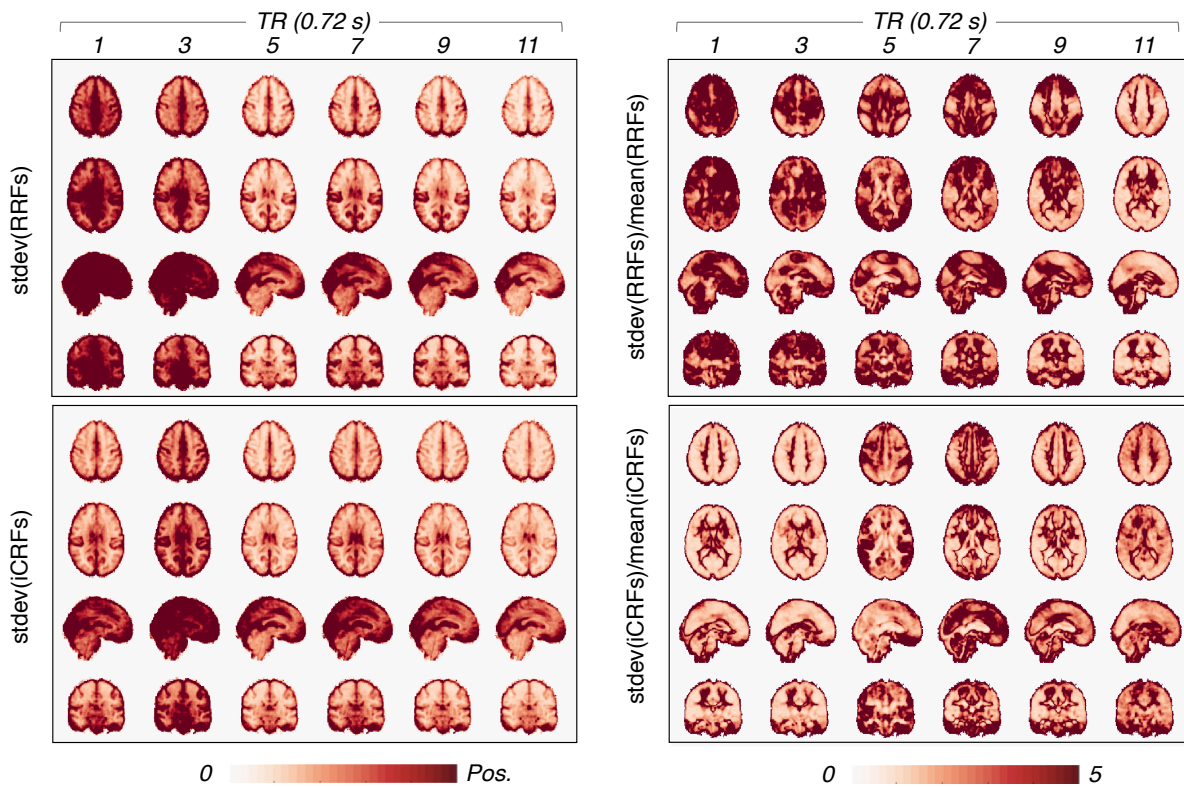 TR (0.72 s)
1 3 5 7 9 11
stdev(RRFs)
stdev(iCRFs)
0 Pos.
TR (0.72 s)
1 3 5 7 9 11
stdev(RRFs)/mean(RRFs)
stdev(iCRFs)/mean(iCRFs)
0 5